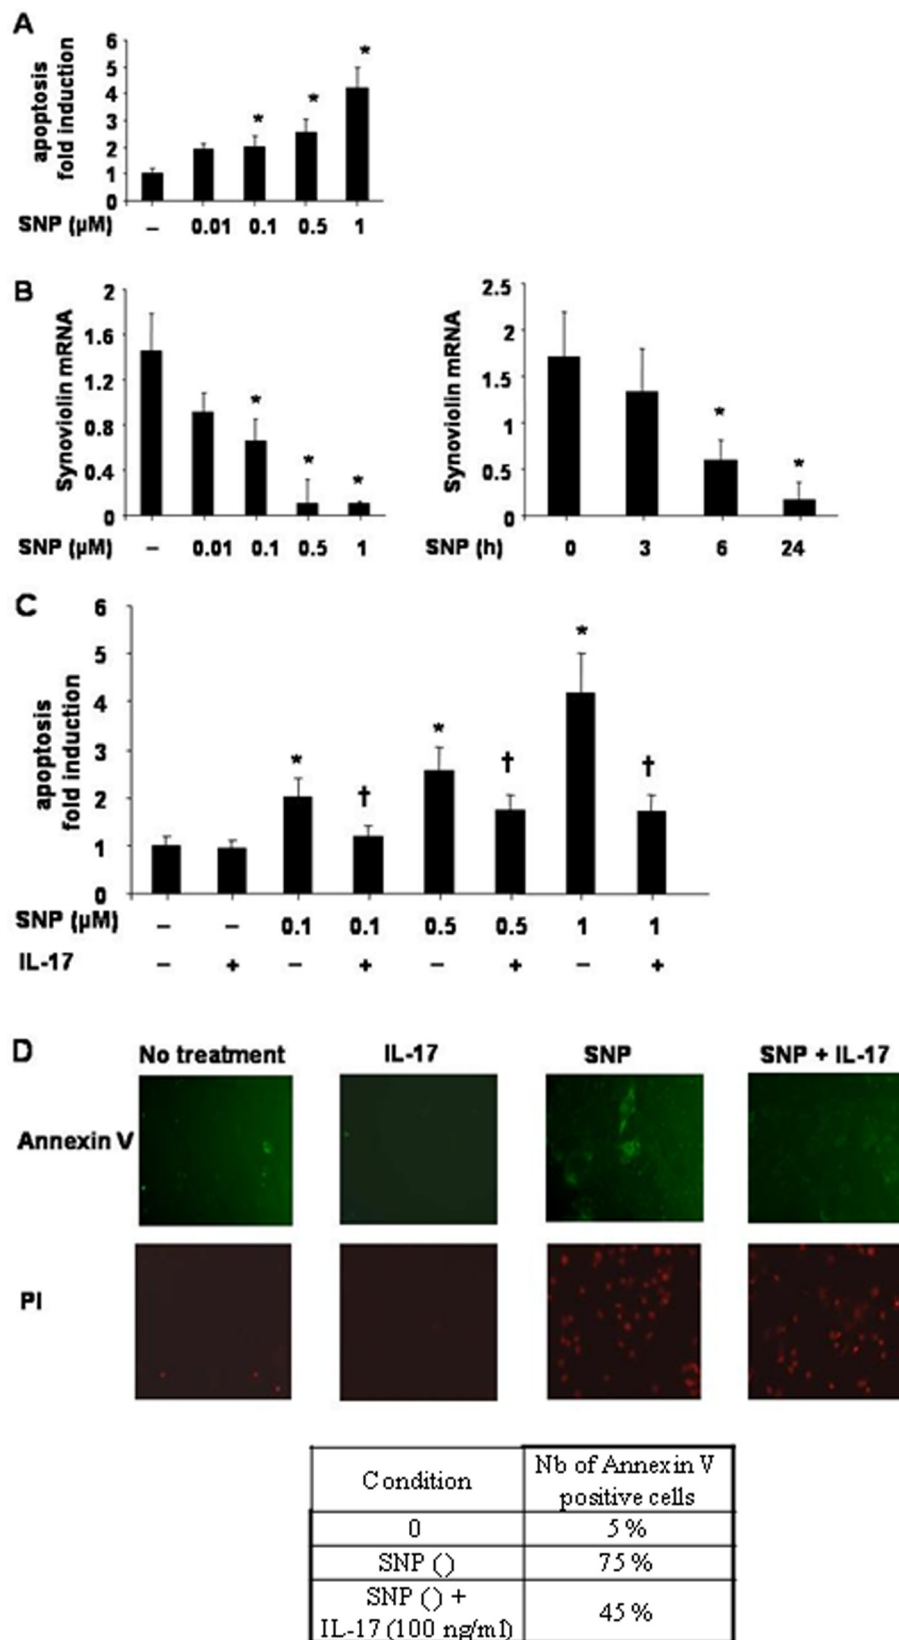 A
apoptosis
fold induction
6
5
4
3
2
1
0
*
*
*
SNP (µM)
–
0.01
0.1
0.5
1
B
Synoviolin mRNA
2
1.6
1.2
0.8
0.4
0
*
*
*
SNP (µM)
–
0.01
0.1
0.5
1
Synoviolin mRNA
2.5
2
1.5
1
0.5
0
*
*
SNP (h)
0
3
6
24
C
apoptosis
fold induction
6
5
4
3
2
1
0
*
†
*
†
*
†
SNP (µM)
–
–
0.1
0.1
0.5
0.5
1
1
IL-17
–
+
–
+
–
+
–
+
D
No treatment
IL-17
SNP
SNP + IL-17
Annexin V
PI
Condition
Nb of Annexin V
positive cells
0
5 %
SNP ()
75 %
SNP () +
IL-17 (100 ng/ml)
45 %